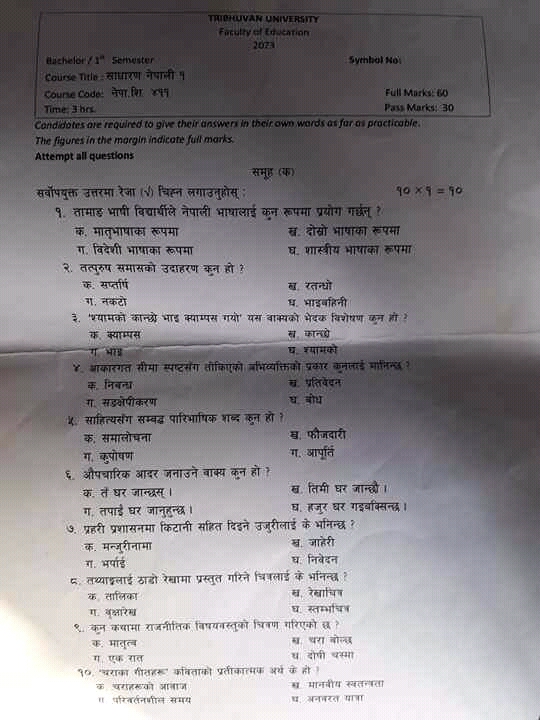 TRIBHUVAN UNIVERSITY
Faculty of Education
2073
Bachelor / 1st Semester Symbol No:
Course Title : साधारण नेपाली १
Course Code: नेपा.शि. ४११ Full Marks: 60
Time: 3 hrs. Pass Marks: 30
Candidates are required to give their answers in their own words as far as practicable.
The figures in the margin indicate full marks.
Attempt all questions
समूह (क)
सर्वोपयुक्त उत्तरमा रेजा (√) चिह्न लगाउनुहोस् : १० × १ = १०
१. तामाङ भाषी विद्यार्थीले नेपाली भाषालाई कुन रूपमा प्रयोग गर्छन् ?
क. मातृभाषाका रूपमा ख. दोस्रो भाषाका रूपमा
ग. विदेशी भाषाका रूपमा घ. शास्त्रीय भाषाका रूपमा
२. तत्पुरुष समासको उदाहरण कुन हो ?
क. सप्तर्षि ख. रतन्धो
ग. नकटो घ. भाइबहिनी
३. 'श्यामको कान्छो भाइ क्याम्पस गयो' यस वाक्यको भेदक विशेषण कुन हो ?
क. क्याम्पस ख. कान्छो
ग. भाइ घ. श्यामको
४. आकारगत सीमा स्पष्टसँग तोकिएको अभिव्यक्तिको प्रकार कुनलाई मानिन्छ ?
क. निबन्ध ख. प्रतिवेदन
ग. सङ्क्षेपीकरण घ. बोध
५. साहित्यसँग सम्बद्ध पारिभाषिक शब्द कुन हो ?
क. समालोचना ख. फौजदारी
ग. कुपोषण ग. आपूर्ति
६. औपचारिक आदर जनाउने वाक्य कुन हो ?
क. तँ घर जान्छस् । ख. तिमी घर जान्छौ ।
ग. तपाईं घर जानुहुन्छ । घ. हजुर घर गइबक्सिन्छ ।
७. प्रहरी प्रशासनमा किटानी सहित दिइने उजुरीलाई के भनिन्छ ?
क. मन्जुरीनामा ख. जाहेरी
ग. भर्पाई घ. निवेदन
८. तथ्याङ्कलाई ठाडो रेखामा प्रस्तुत गरिने चित्रलाई के भनिन्छ ?
क. तालिका ख. रेखाचित्र
ग. वृक्षारेख घ. स्तम्भचित्र
९. कुन कथामा राजनीतिक विषयवस्तुको चित्रण गरिएको छ ?
क. मातृत्व ख. चरा बोल्छ
ग. एक रात घ. दोषी चस्मा
१०. 'चराका गीतहरू' कविताको प्रतीकात्मक अर्थ के हो ?
क. चराहरूको आवाज ख. मानवीय स्वतन्त्रता
ग. परिवर्तनशील समय घ. अनवरत यात्रा